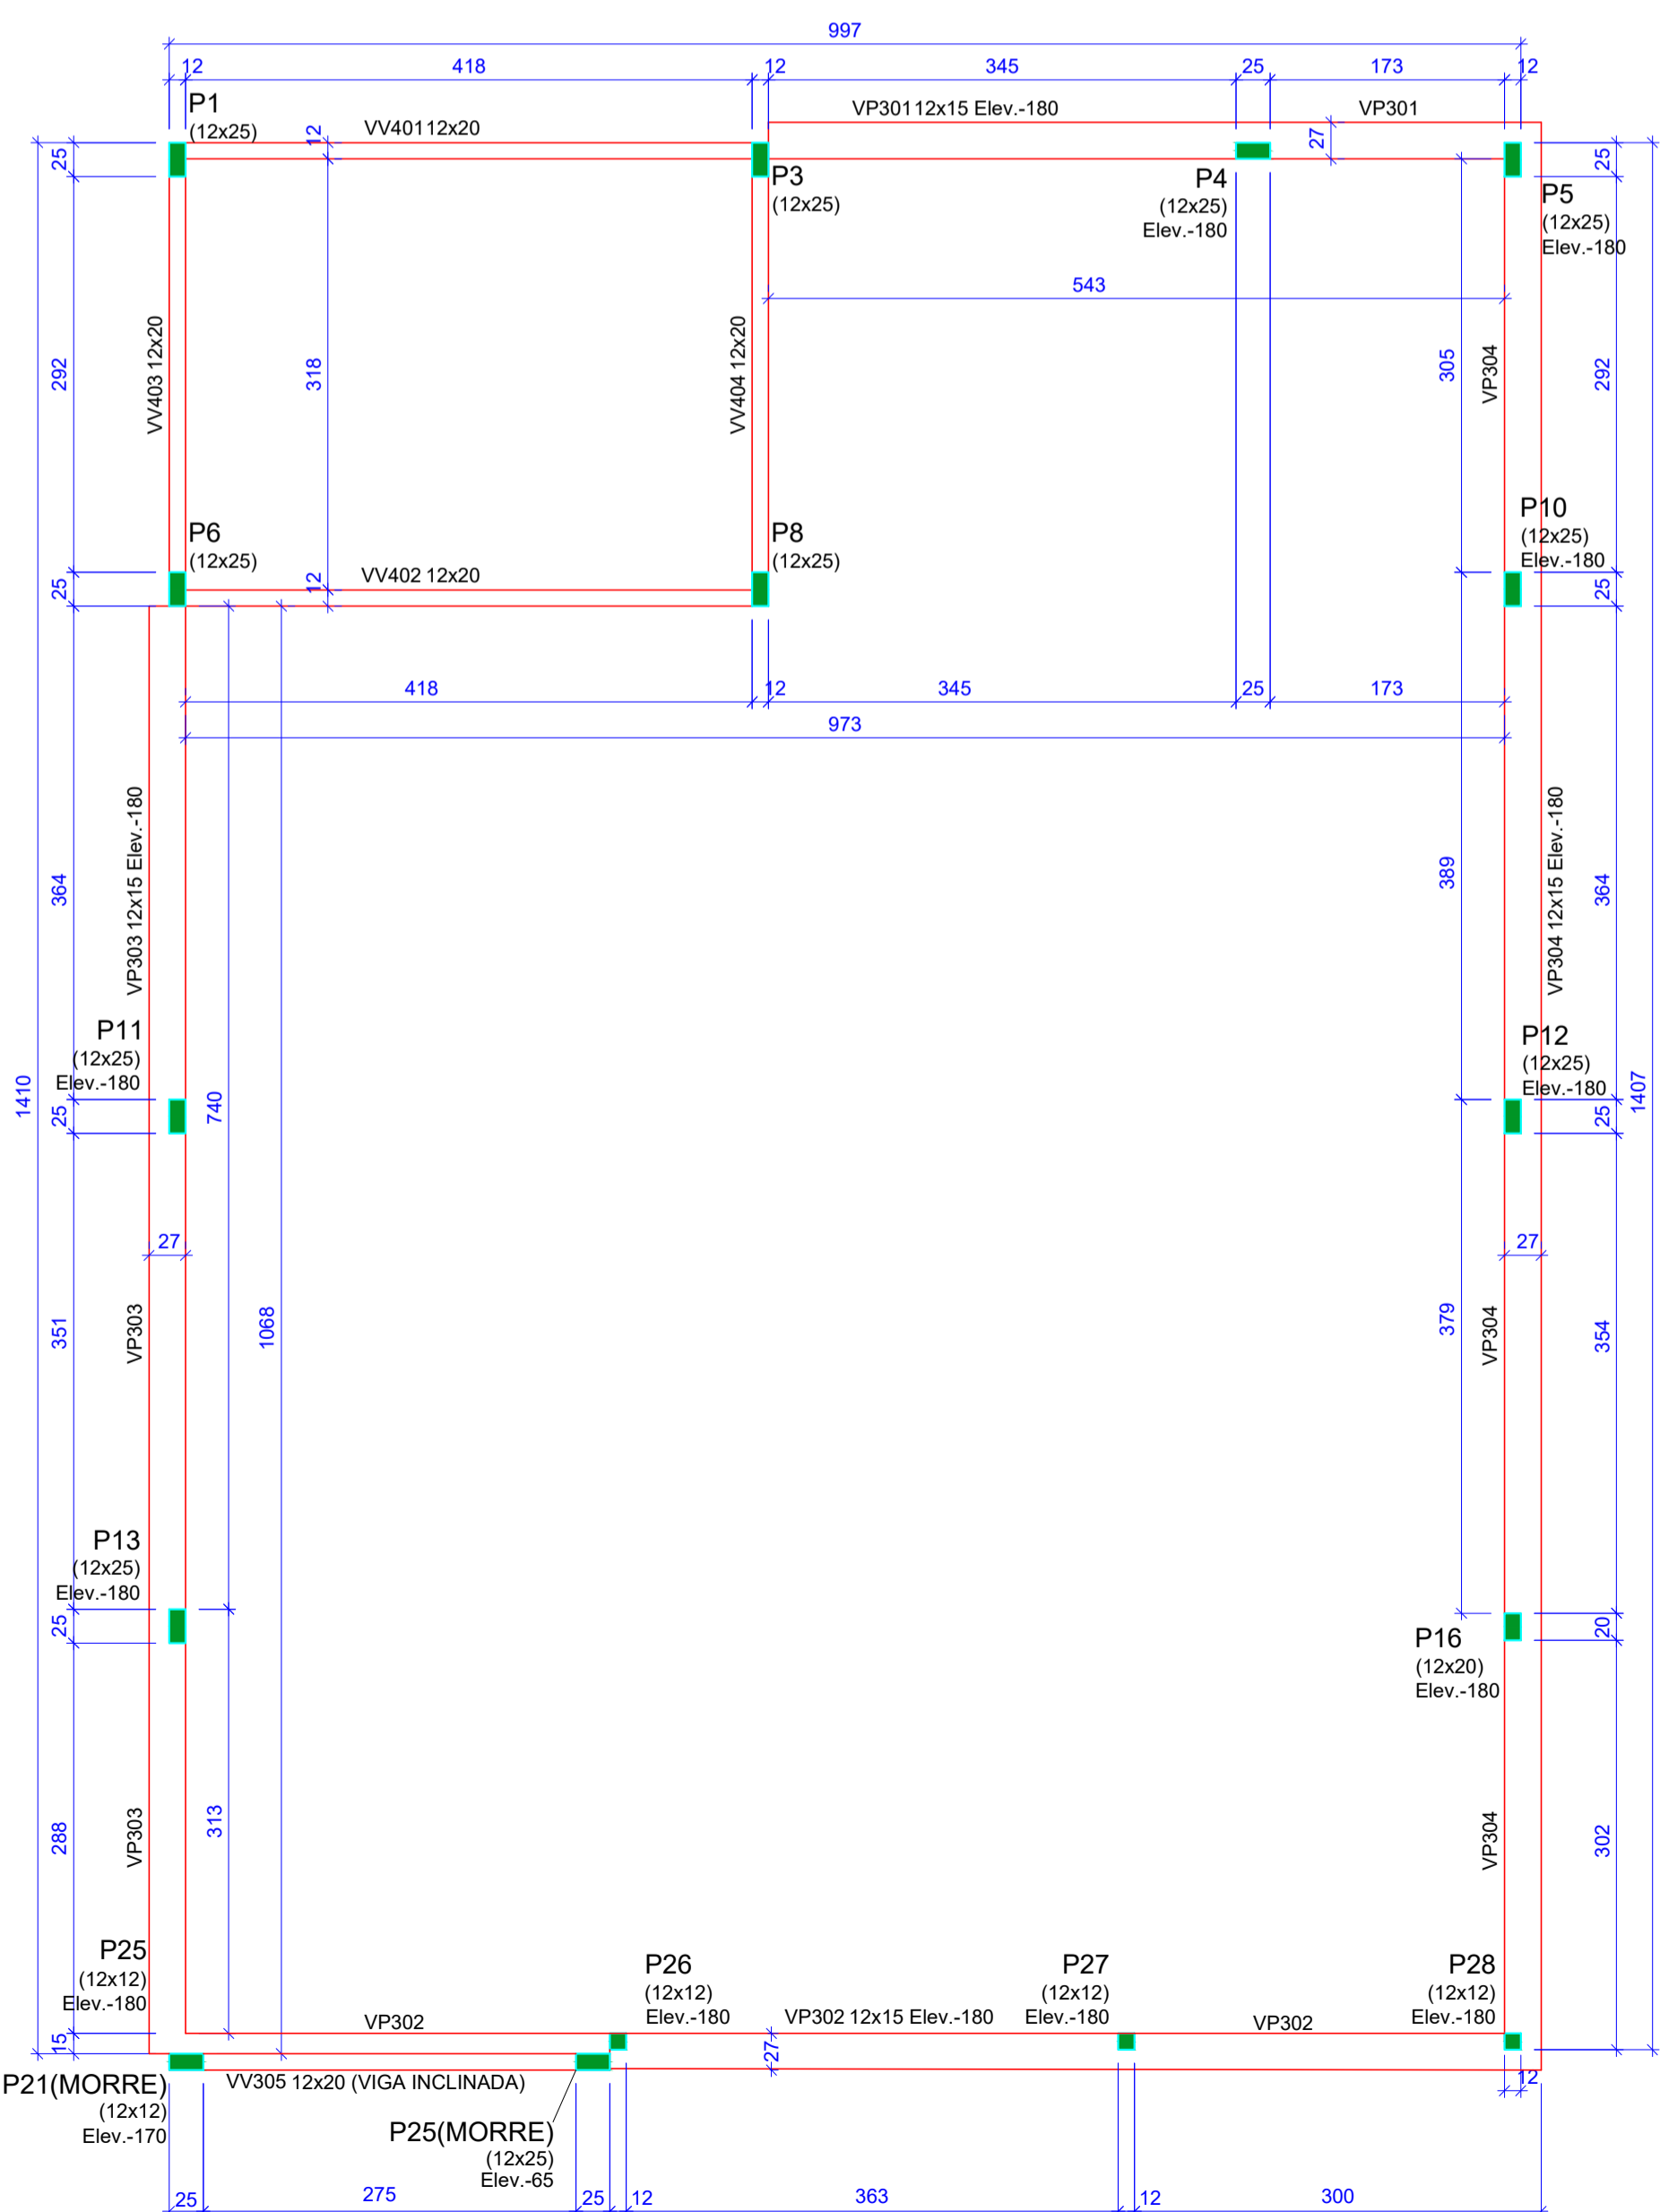 997
12
418
12
345
25
173
12
P1
(12x25)
VV401 12x20
12
VP301 12x15 Elev.-180
VP301
27
25
25
P3
(12x25)
P4
(12x25)
Elev.-180
P5
(12x25)
Elev.-180
543
292
VV403 12x20
318
VV404 12x20
305
VP304
292
P6
(12x25)
P8
(12x25)
P10
(12x25)
Elev.-180
25
VV402 12x20
12
25
418
12
345
25
173
973
364
VP303 12x15 Elev.-180
389
VP304 12x15 Elev.-180
364
P11
(12x25)
Elev.-180
P12
(12x25)
Elev.-180
1410
25
740
25
1407
27
27
351
VP303
1068
379
VP304
354
P13
(12x25)
Elev.-180
25
20
P16
(12x20)
Elev.-180
288
VP303
313
VP304
302
P25
(12x12)
Elev.-180
P26
(12x12)
Elev.-180
P27
(12x12)
Elev.-180
P28
(12x12)
Elev.-180
VP302
VP302 12x15 Elev.-180
VP302
15
27
P21(MORRE)
(12x12)
Elev.-170
VV305 12x20 (VIGA INCLINADA)
12
P25(MORRE)
(12x25)
Elev.-65
25
275
25
12
363
12
300